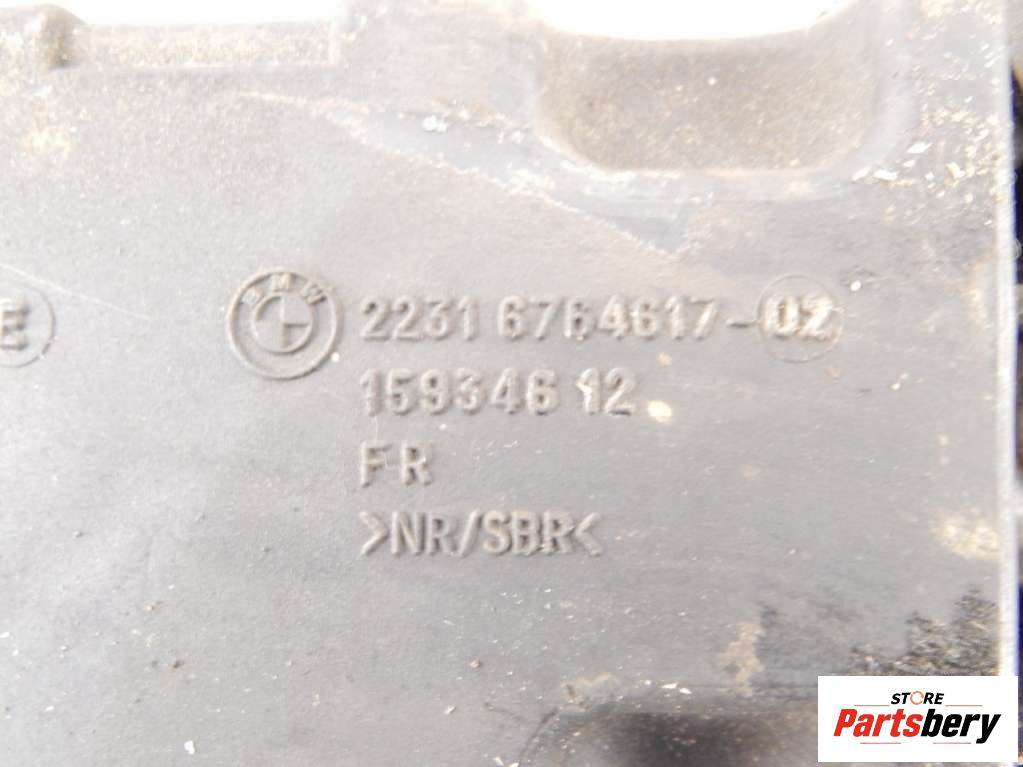 E
BMW
2231 6764617-02
159346 12
FR
>NR/SBR<
STORE
Partsbery